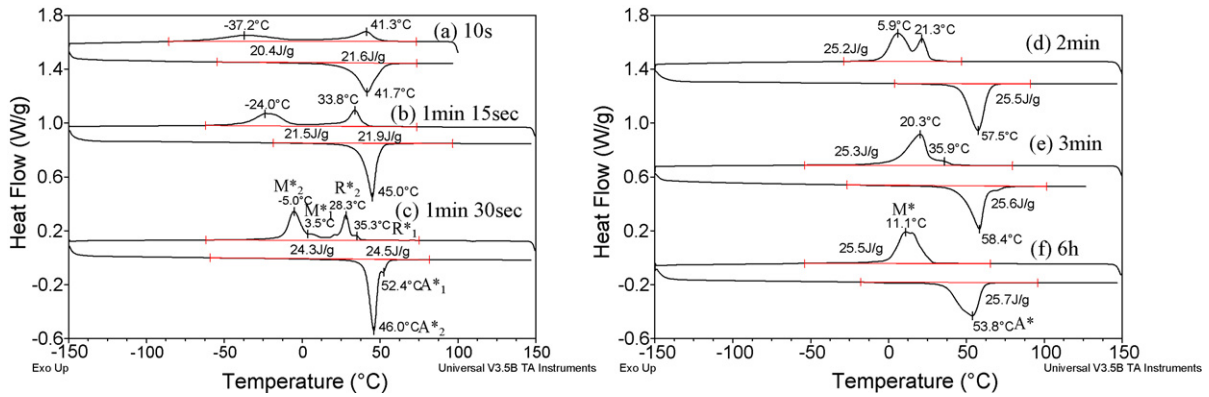 1.8
1.4
1.0
0.6
0.2
-0.2
-0.6
Heat Flow (W/g)
-37.2°C
41.3°C
(a) 10s
20.4J/g
21.6J/g
41.7°C
-24.0°C
33.8°C
(b) 1min 15sec
21.5J/g
21.9J/g
45.0°C
M*2
R*2
-5.0°C
M*
28.3°C
(c) 1min 30sec
3.5°C
35.3°C
R*1
24.3J/g
24.5J/g
52.4°C A*1
46.0°C A*2
-150
-100
-50
0
50
100
150
Exo Up
Temperature (°C)
Universal V3.5B TA Instruments
1.8
1.4
1.0
0.6
0.2
-0.2
-0.6
Heat Flow (W/g)
5.9°C
21.3°C
(d) 2min
25.2J/g
25.5J/g
57.5°C
20.3°C
(e) 3min
35.9°C
25.3J/g
25.6J/g
58.4°C
M*
11.1°C
(f) 6h
25.5J/g
25.7J/g
53.8°C A*
-150
-100
-50
0
50
100
150
Exo Up
Temperature (°C)
Universal V3.5B TA Instruments